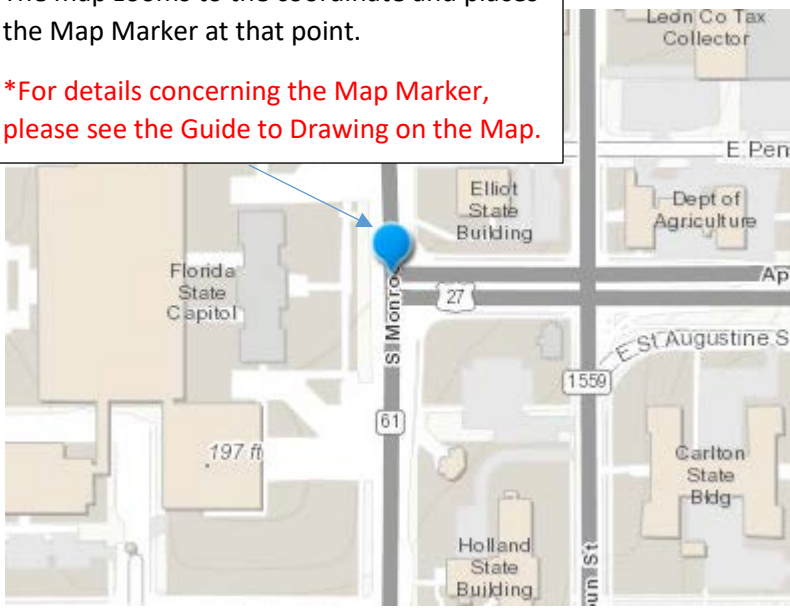 The map zooms to the coordinate and places
the Map Marker at that point.
*For details concerning the Map Marker,
please see the Guide to Drawing on the Map.
Leon Co Tax
Collector
E Pen
Elliot
State
Building
Dept of
Agriculture
Florida
State
Capitol
S Monro
27
Ap
E St Augustine S
1559
61
197 ft
Carlton
State
Bldg
Holland
State
Building
oun St